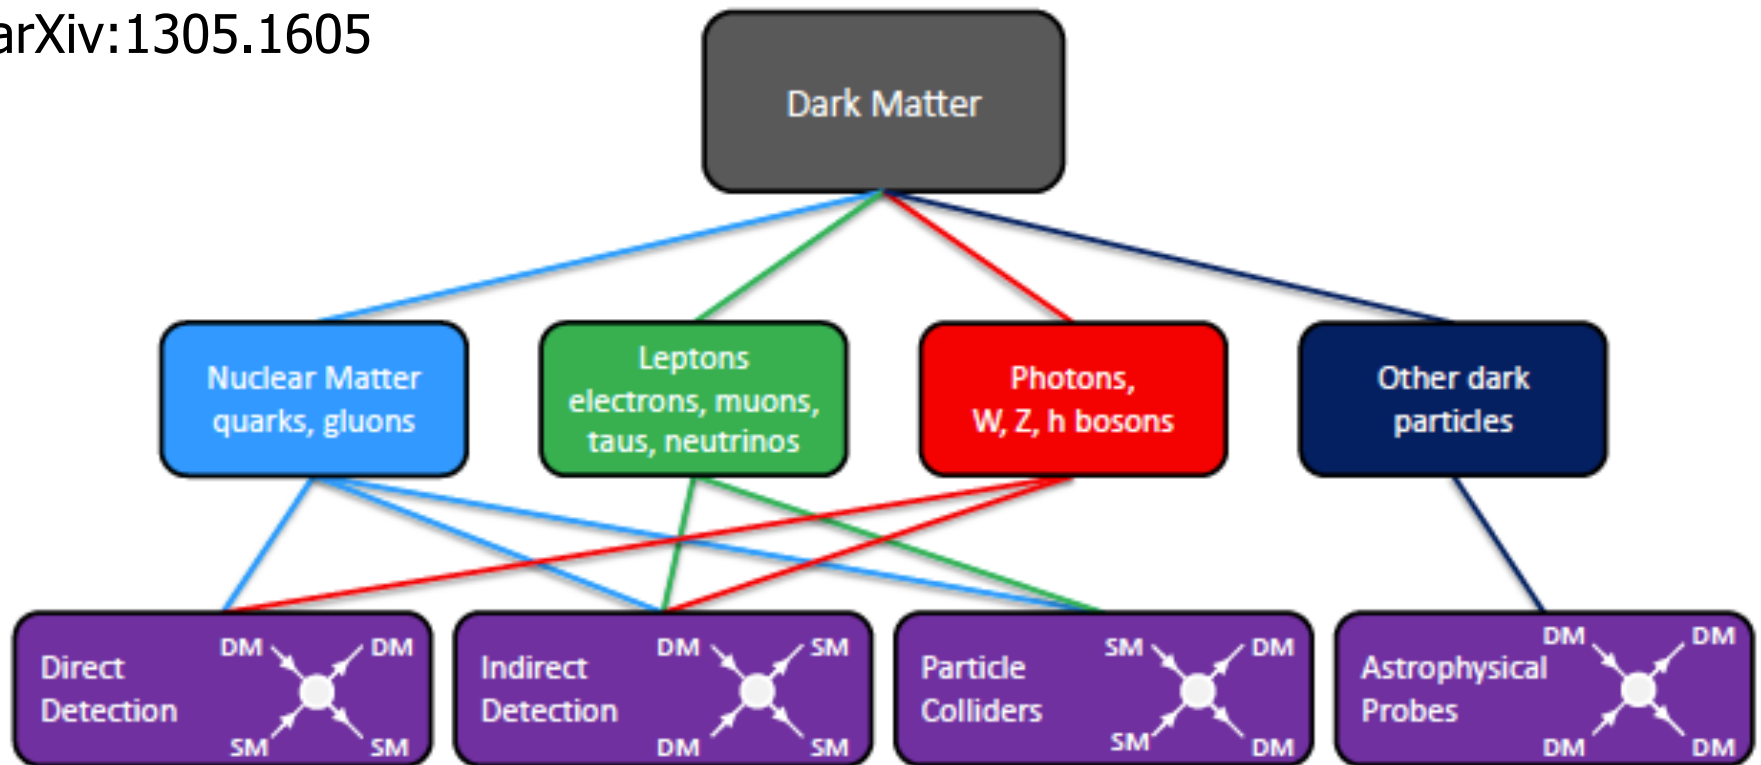 arXiv:1305.1605
Dark Matter
Nuclear Matter
quarks, gluons
Leptons
electrons, muons,
taus, neutrinos
Photons,
W, Z, h bosons
Other dark
particles
Direct
Detection
DM
DM
SM
SM
Indirect
Detection
DM
SM
DM
SM
Particle
Colliders
SM
DM
SM
DM
Astrophysical
Probes
DM
DM
DM
DM